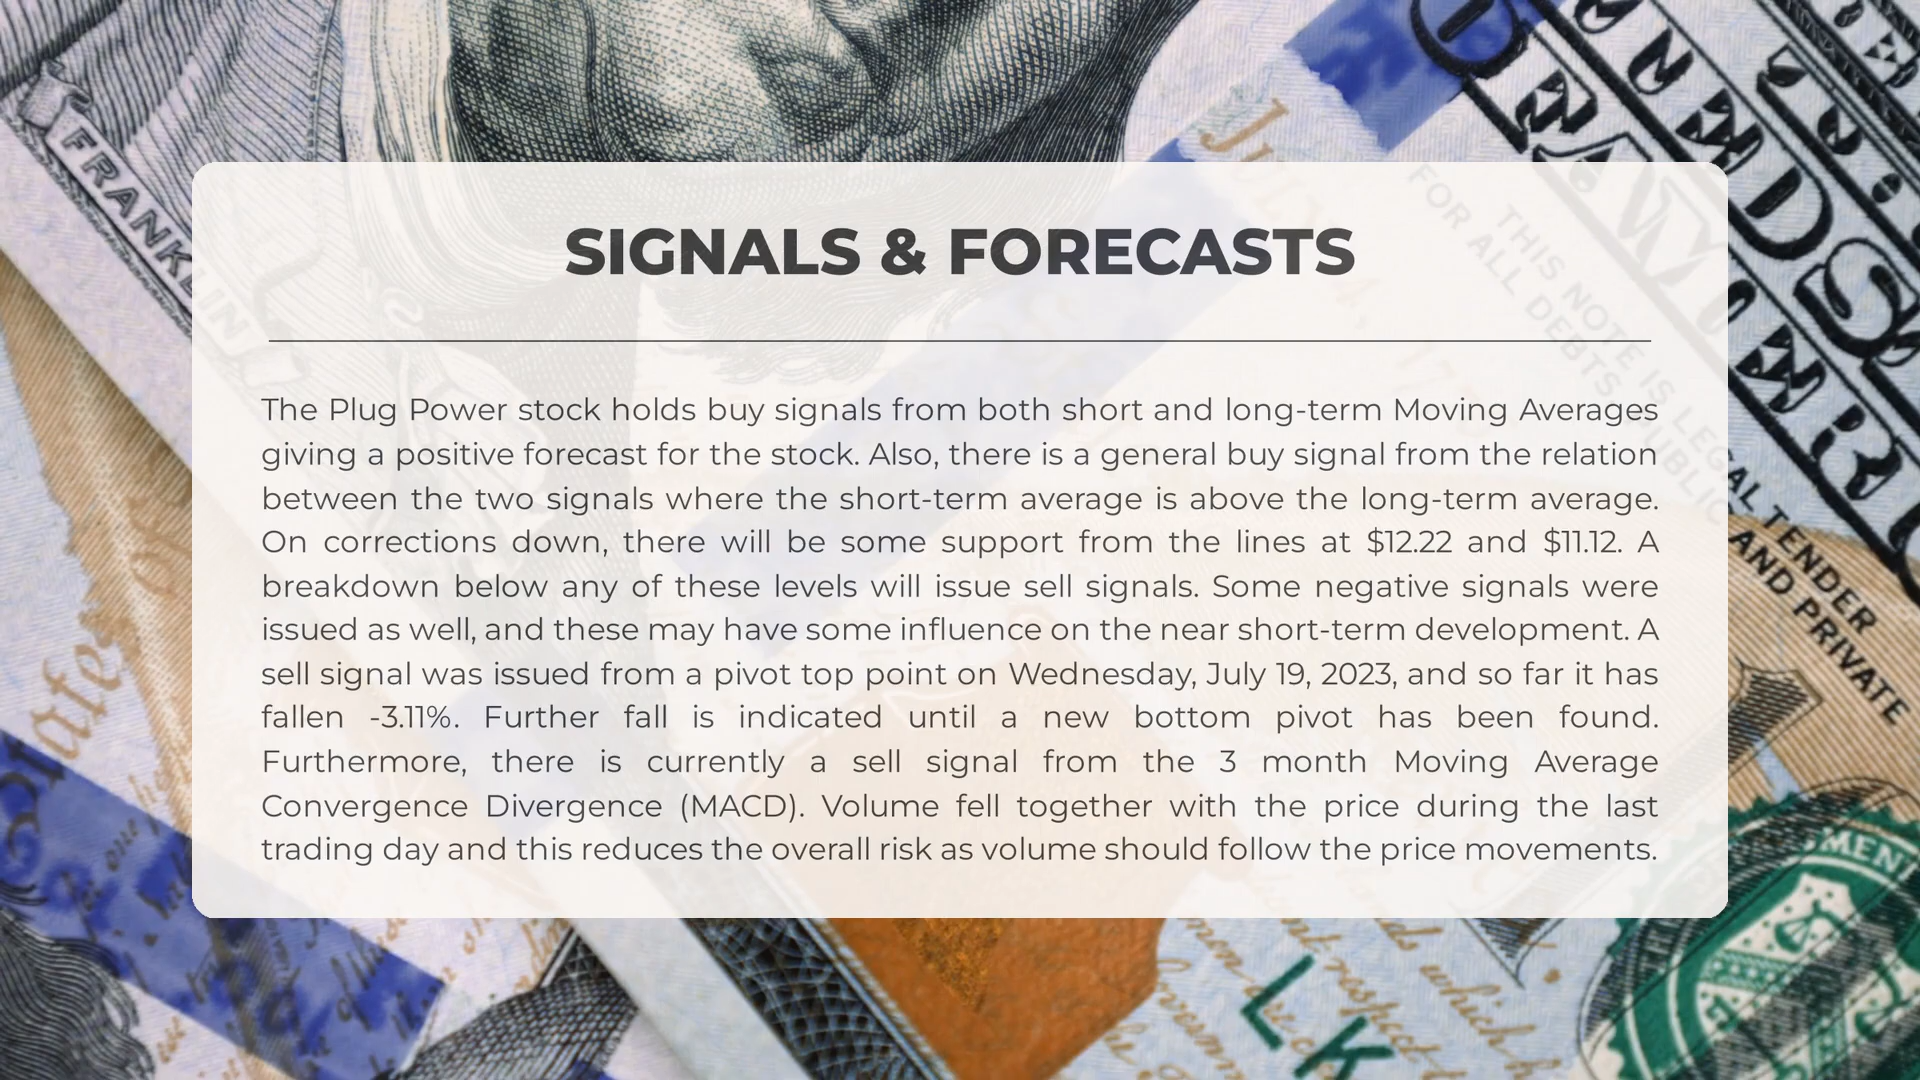 SIGNALS & FORECASTS
The Plug Power stock holds buy signals from both short and long-term Moving Averages
giving a positive forecast for the stock. Also, there is a general buy signal from the relation
between the two signals where the short-term average is above the long-term average.
On corrections down, there will be some support from the lines at $12.22 and $11.12. A
breakdown below any of these levels will issue sell signals. Some negative signals were
issued as well, and these may have some influence on the near short-term development. A
sell signal was issued from a pivot top point on Wednesday, July 19, 2023, and so far it has
fallen -3.11%. Further fall is indicated until a new bottom pivot has been found.
Furthermore, there is currently a sell signal from the 3 month Moving Average
Convergence Divergence (MACD). Volume fell together with the price during the last
trading day and this reduces the overall risk as volume should follow the price movements.
FRANKLIN
THIS NOTE IS LEGAL TENDER
FOR ALL DEBTS, PUBLIC AND PRIVATE
LK